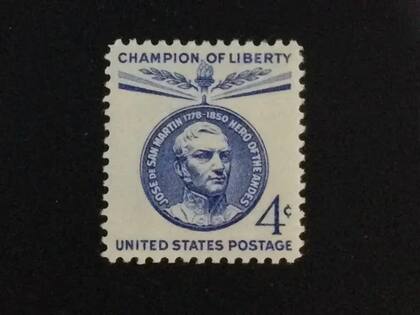 CHAMPION OF LIBERTY
JOSE DE SAN MARTIN 1778-1850 HERO OF THE ANDES
4¢
UNITED STATES POSTAGE